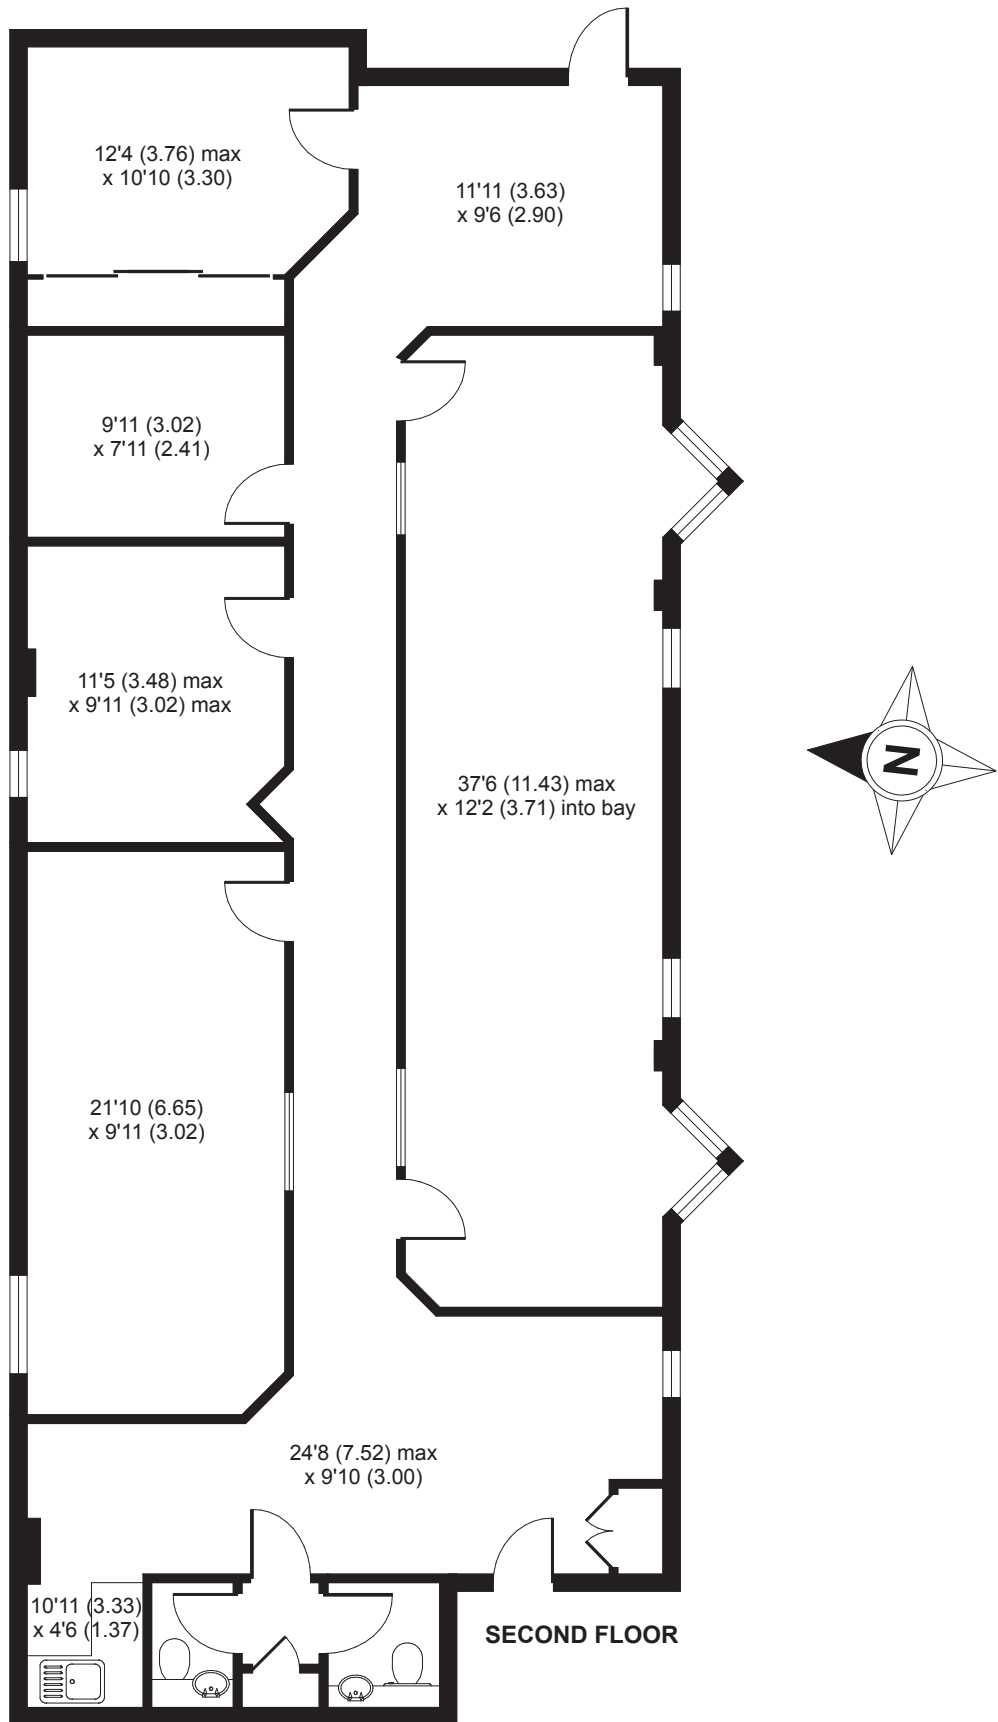 12'4 (3.76) max
x 10'10 (3.30)
11'11 (3.63)
x 9'6 (2.90)
9'11 (3.02)
x 7'11 (2.41)
11'5 (3.48) max
x 9'11 (3.02) max
37'6 (11.43) max
x 12'2 (3.71) into bay
N
21'10 (6.65)
x 9'11 (3.02)
24'8 (7.52) max
x 9'10 (3.00)
10'11 (3.33)
x 4'6 (1.37)
SECOND FLOOR